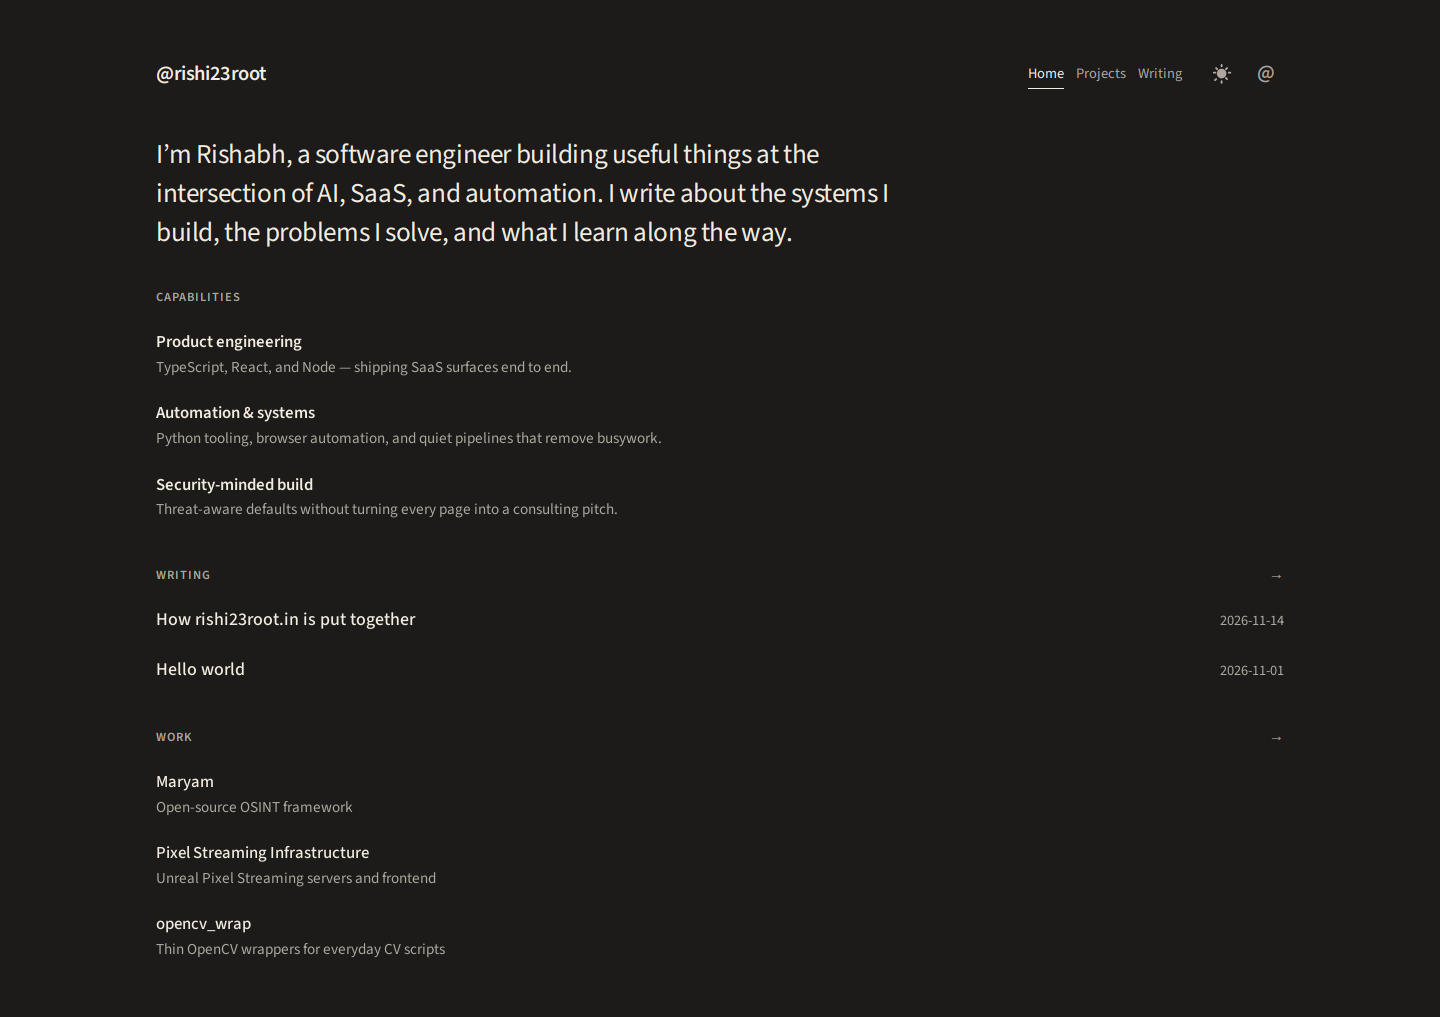 @rishi23root
Home Projects Writing @
I’m Rishabh, a software engineer building useful things at the
intersection of AI, SaaS, and automation. I write about the systems I
build, the problems I solve, and what I learn along the way.
CAPABILITIES
Product engineering
TypeScript, React, and Node — shipping SaaS surfaces end to end.
Automation & systems
Python tooling, browser automation, and quiet pipelines that remove busywork.
Security-minded build
Threat-aware defaults without turning every page into a consulting pitch.
WRITING →
How rishi23root.in is put together 2026-11-14
Hello world 2026-11-01
WORK →
Maryam
Open-source OSINT framework
Pixel Streaming Infrastructure
Unreal Pixel Streaming servers and frontend
opencv_wrap
Thin OpenCV wrappers for everyday CV scripts